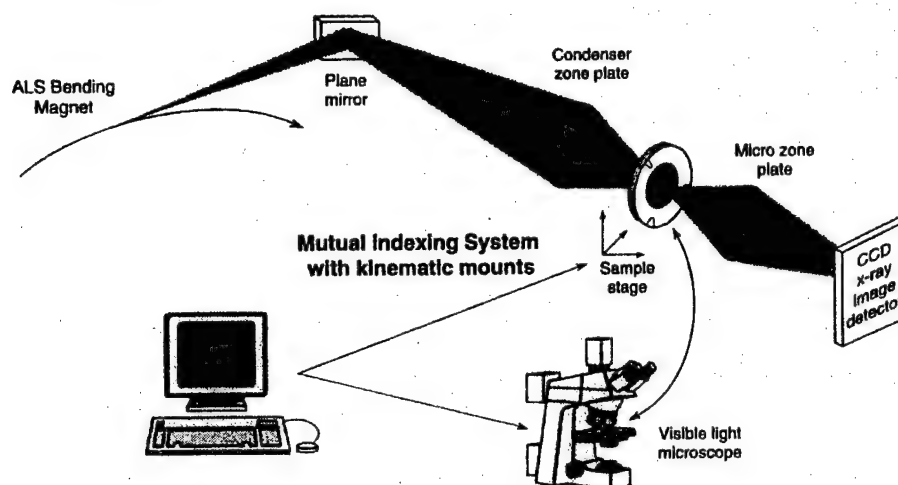 ALS Bending
Magnet
Plane
mirror
Condenser
zone plate
Micro zone
plate
Mutual Indexing System
with kinematic mounts
Sample
stage
CCD
x-ray
image
detector
Visible light
microscope